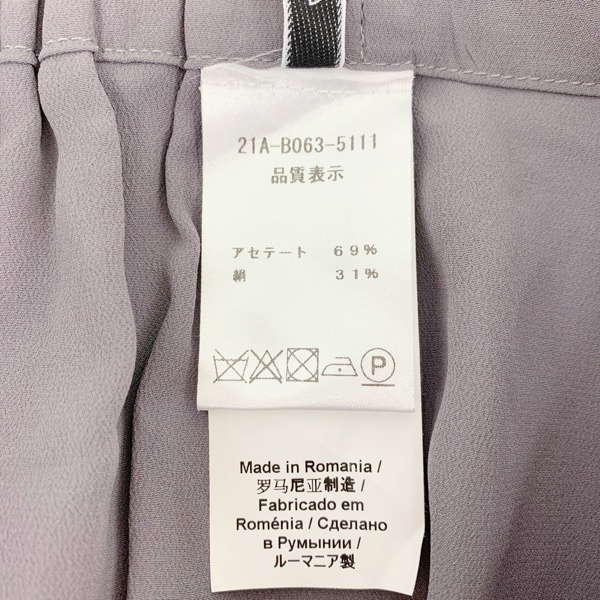 21A-B063-5111
品質表示
アセテート 69%
絹 31%
P
Made in Romania /
罗马尼亚制造 /
Fabricado em
Roménia / Сделано
в Румынии /
ルーマニア製